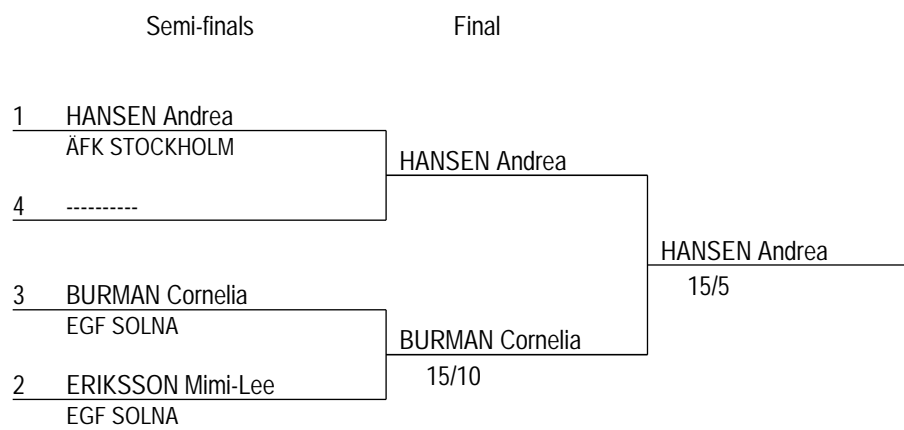 Semi-finals Final
1 HANSEN Andrea
ÄFK STOCKHOLM
HANSEN Andrea
4 ----------
HANSEN Andrea
15/5
3 BURMAN Cornelia
EGF SOLNA
BURMAN Cornelia
15/10
2 ERIKSSON Mimi-Lee
EGF SOLNA